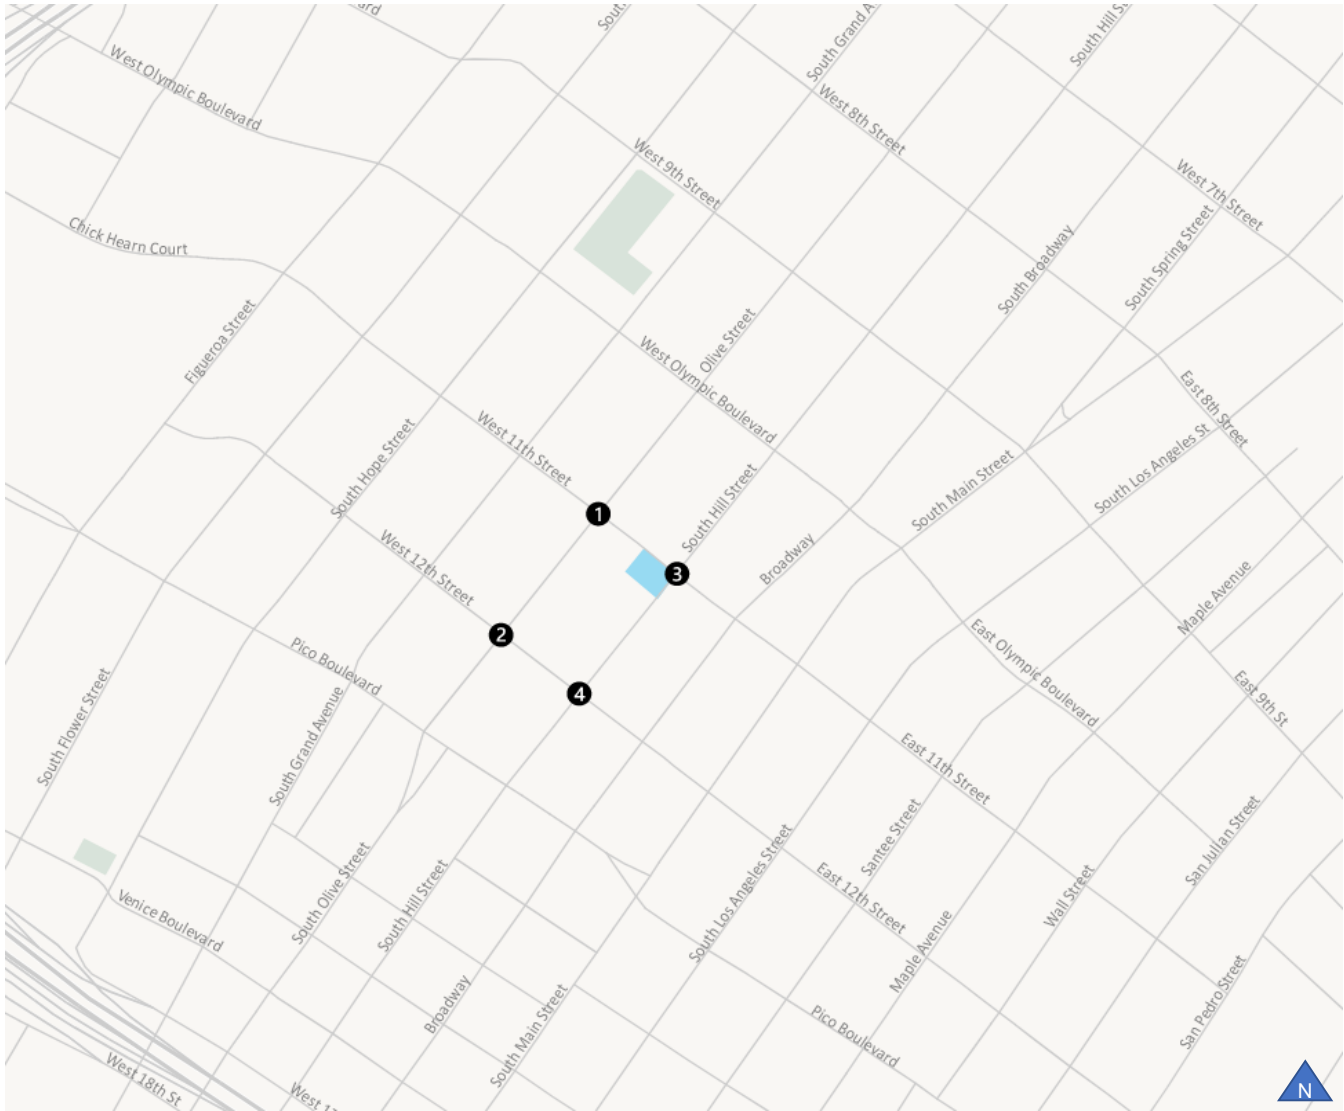 South Grand A
South Hill S
West Olympic Boulevard
West 8th Street
West 9th Street
West 7th Street
Chick Hearn Court
South Spring Street
South Broadway
Figueroa Street
Olive Street
West Olympic Boulevard
East 8th Street
West 11th Street
South Hope Street
South Los Angeles St
South Main Street
South Hill Street
1
Broadway
3
West 12th Street
Maple Avenue
2
East Olympic Boulevard
Pico Boulevard
4
East 9th St
South Flower Street
South Grand Avenue
East 11th Street
Santee Street
San Julian Street
South Olive Street
South Hill Street
South Los Angeles Street
East 12th Street
Wall Street
Venice Boulevard
Maple Avenue
Broadway
San Pedro Street
South Main Street
Pico Boulevard
West 18th St
N